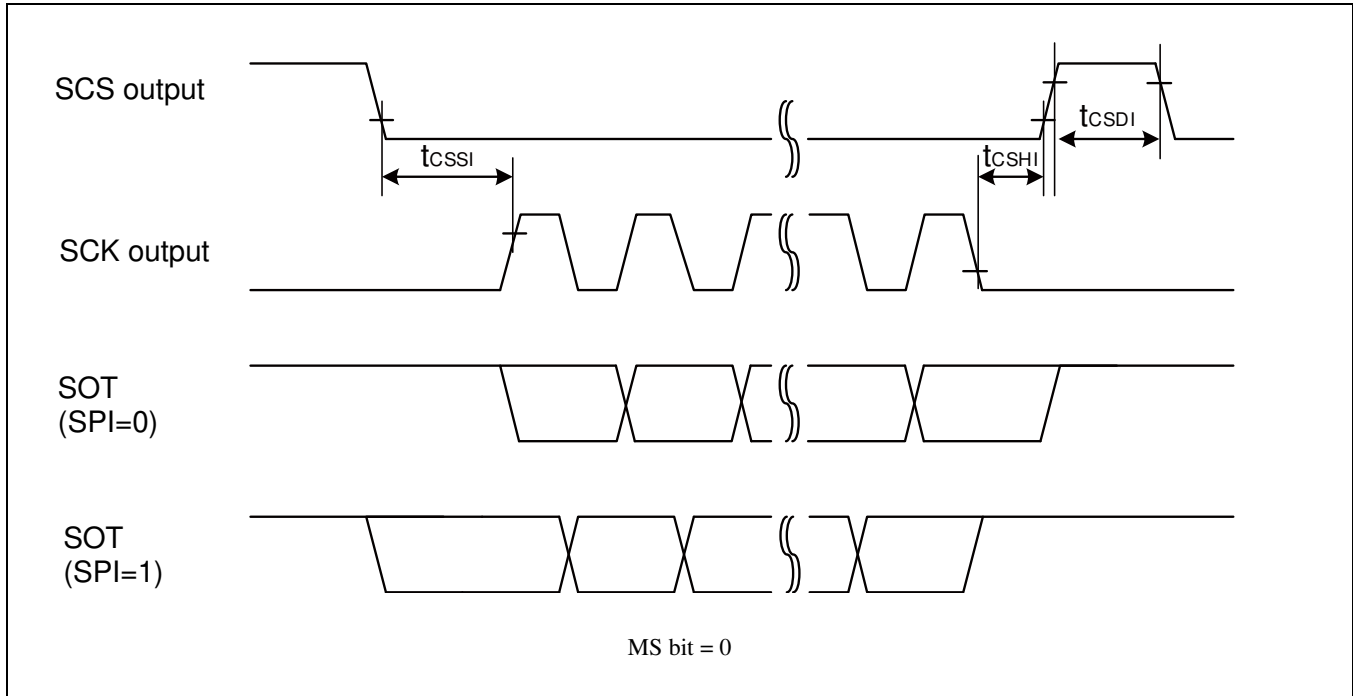 SCS output
tCSDI
tCSSI
tCSHI
SCK output
SOT
(SPI=0)
SOT
(SPI=1)
MS bit = 0